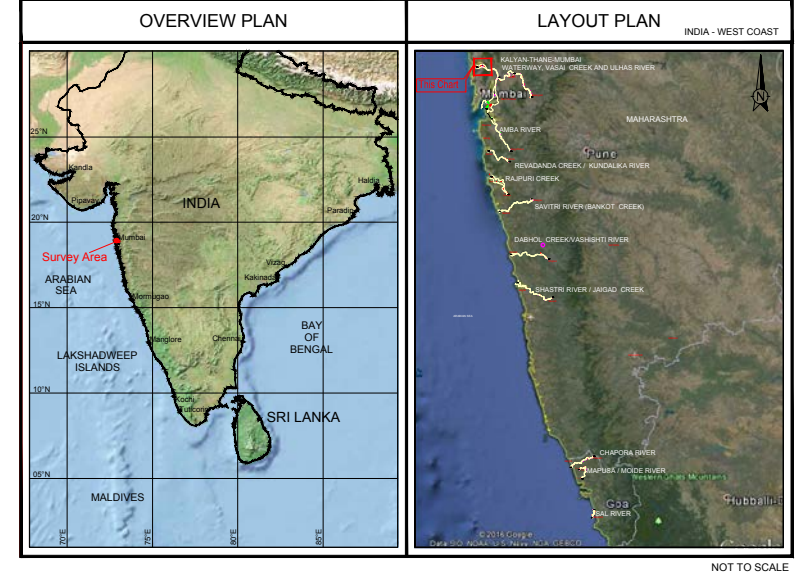 OVERVIEW PLAN
25°N
20°N
15°N
10°N
05°N
70°E
75°E
80°E
85°E
Kandla
Pipavav
INDIA
Haldia
Paradip
Mumbai
Survey Area
ARABIAN
SEA
Vizag
Kakinada
Mormugao
BAY
OF
BENGAL
Manglore
Chennai
LAKSHADWEEP
ISLANDS
Kochi
Tuticorin
SRI LANKA
MALDIVES
LAYOUT PLAN
INDIA - WEST COAST
KALYAN-THANE-MUMBAI
WATERWAY, VASAI CREEK AND ULHAS RIVER
This Chart
Mumbai
N
MAHARASHTRA
AMBA RIVER
Pune
REVADANDA CREEK / KUNDALIKA RIVER
RAJPURI CREEK
SAVITRI RIVER (BANKOT CREEK)
DABHOL CREEK/VASHISHTI RIVER
SHASTRI RIVER / JAIGAD CREEK
CHAPORA RIVER
MAPUSA / MOIDE RIVER
Western Ghats Mountains
Goa
SAL RIVER
Hubballi-D
© 2016 Google
Data SIO, NOAA, U.S. Navy, NGA, GEBCO
NOT TO SCALE